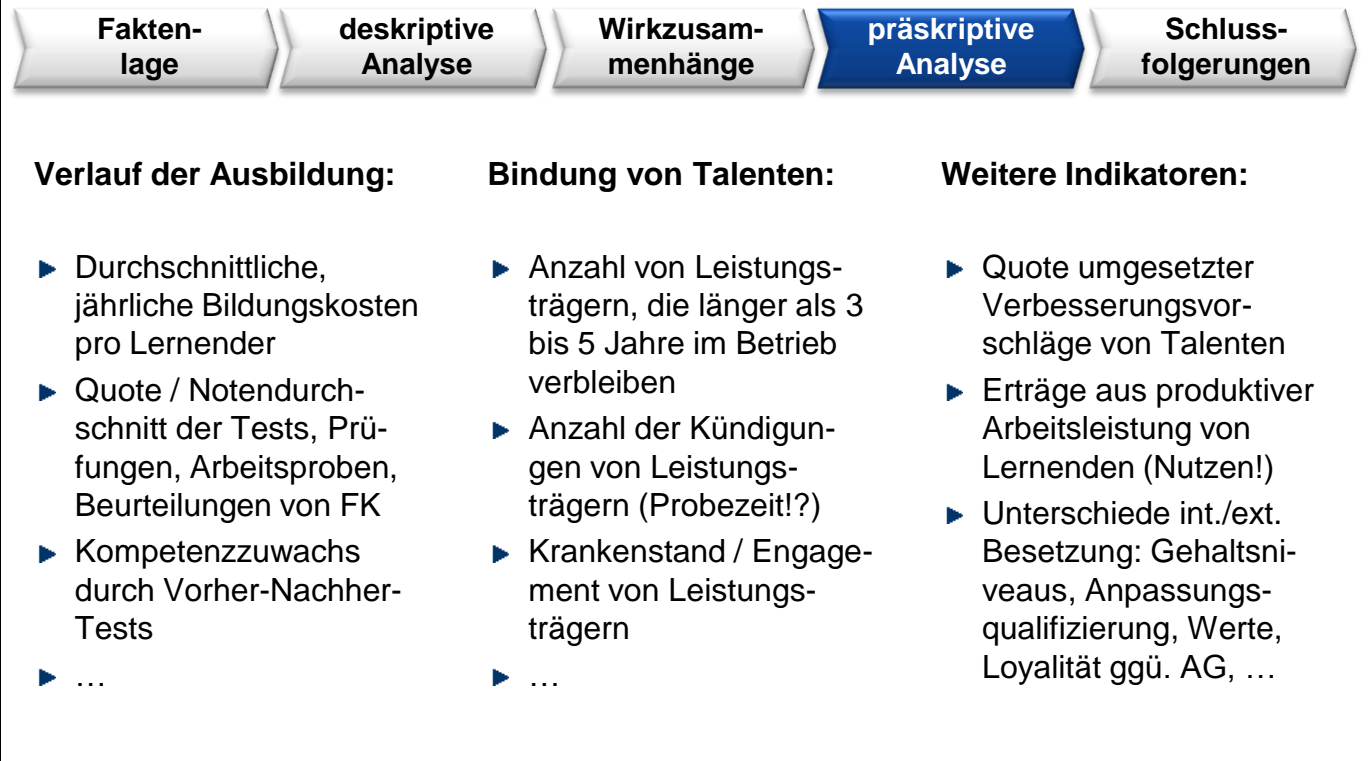 Fakten-
lage
deskriptive
Analyse
Wirkzusam-
menhänge
präskriptive
Analyse
Schluss-
folgerungen
Verlauf der Ausbildung:
Durchschnittliche,
jährliche Bildungskosten
pro Lernender
Quote / Notendurch-
schnitt der Tests, Prü-
fungen, Arbeitsproben,
Beurteilungen von FK
Kompetenzzuwachs
durch Vorher-Nachher-
Tests
…
Bindung von Talenten:
Anzahl von Leistungs-
trägern, die länger als 3
bis 5 Jahre im Betrieb
verbleiben
Anzahl der Kündigun-
gen von Leistungs-
trägern (Probezeit!?)
Krankenstand / Engage-
ment von Leistungs-
trägern
…
Weitere Indikatoren:
Quote umgesetzter
Verbesserungsvor-
schläge von Talenten
Erträge aus produktiver
Arbeitsleistung von
Lernenden (Nutzen!)
Unterschiede int./ext.
Besetzung: Gehaltsni-
veaus, Anpassungs-
qualifizierung, Werte,
Loyalität ggü. AG, …